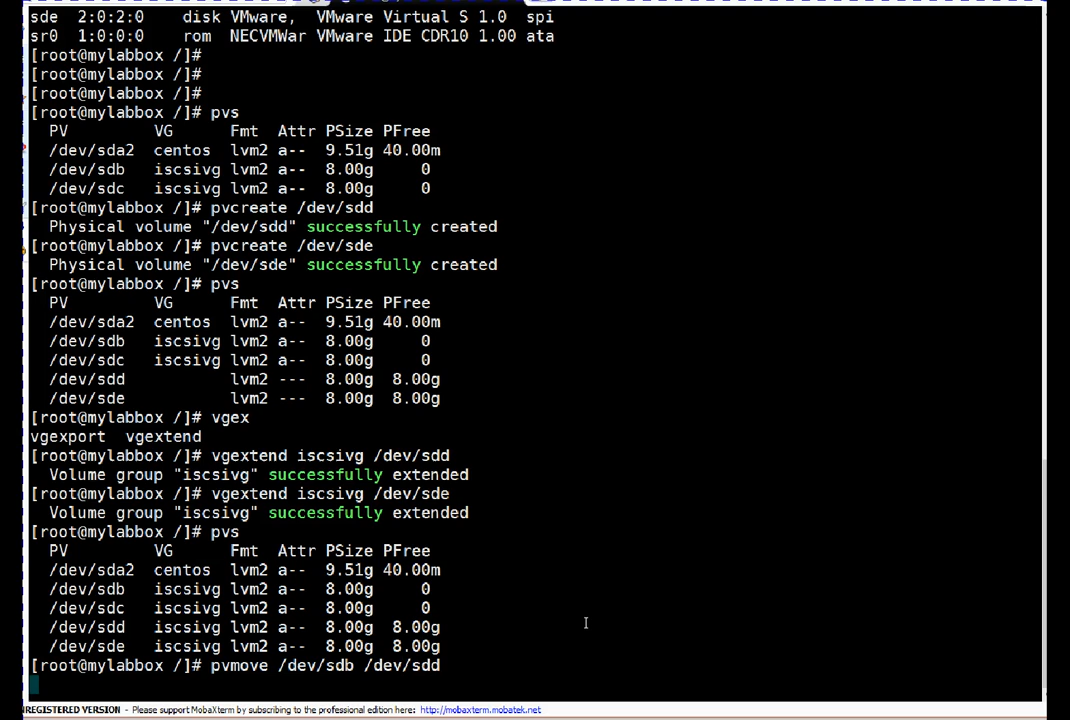 sde  2:0:2:0    disk VMware,  VMware Virtual S 1.0  spi
sr0  1:0:0:0    rom  NECVMWar VMware IDE CDR10 1.00 ata
[root@mylabbox /]#
[root@mylabbox /]#
[root@mylabbox /]#
[root@mylabbox /]# pvs
  PV         VG      Fmt  Attr PSize PFree
  /dev/sda2  centos  lvm2 a--  9.51g 40.00m
  /dev/sdb   iscsivg lvm2 a--  8.00g     0
  /dev/sdc   iscsivg lvm2 a--  8.00g     0
[root@mylabbox /]# pvcreate /dev/sdd
  Physical volume "/dev/sdd" successfully created
[root@mylabbox /]# pvcreate /dev/sde
  Physical volume "/dev/sde" successfully created
[root@mylabbox /]# pvs
  PV         VG      Fmt  Attr PSize PFree
  /dev/sda2  centos  lvm2 a--  9.51g 40.00m
  /dev/sdb   iscsivg lvm2 a--  8.00g     0
  /dev/sdc   iscsivg lvm2 a--  8.00g     0
  /dev/sdd           lvm2 ---  8.00g  8.00g
  /dev/sde           lvm2 ---  8.00g  8.00g
[root@mylabbox /]# vgex
vgexport  vgextend
[root@mylabbox /]# vgextend iscsivg /dev/sdd
  Volume group "iscsivg" successfully extended
[root@mylabbox /]# vgextend iscsivg /dev/sde
  Volume group "iscsivg" successfully extended
[root@mylabbox /]# pvs
  PV         VG      Fmt  Attr PSize PFree
  /dev/sda2  centos  lvm2 a--  9.51g 40.00m
  /dev/sdb   iscsivg lvm2 a--  8.00g     0
  /dev/sdc   iscsivg lvm2 a--  8.00g     0
  /dev/sdd   iscsivg lvm2 a--  8.00g  8.00g
  /dev/sde   iscsivg lvm2 a--  8.00g  8.00g
[root@mylabbox /]# pvmove /dev/sdb /dev/sdd
NREGISTERED VERSION - Please support MobaXterm by subscribing to the professional edition here: http://mobaxterm.mobatek.net